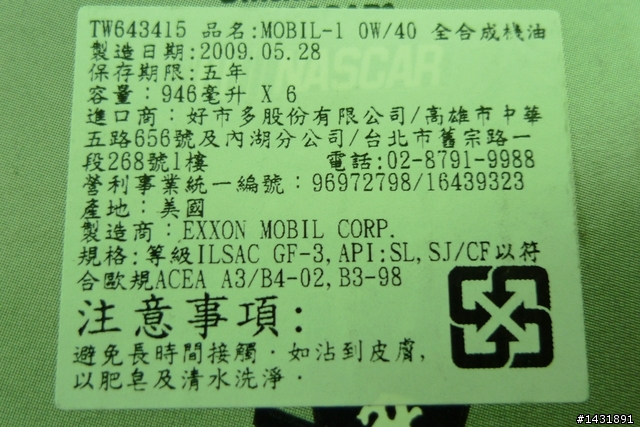 TW643415 品名:MOBIL-1 0W/40 全合成機油
製造日期:2009.05.28
保存期限:五年
容量:946毫升 X 6
進口商:好市多股份有限公司/高雄市中華
五路656號及內湖分公司/台北市舊宗路一
段268號1樓 電話:02-8791-9988
營利事業統一編號:96972798/16439323
產地:美國
製造商:EXXON MOBIL CORP.
規格:等級ILSAC GF-3,API:SL,SJ/CF以符
合歐規ACEA A3/B4-02,B3-98
注意事項:
避免長時間接觸.如沾到皮膚,
以肥皂及清水洗淨.
NASCAR
#1431891